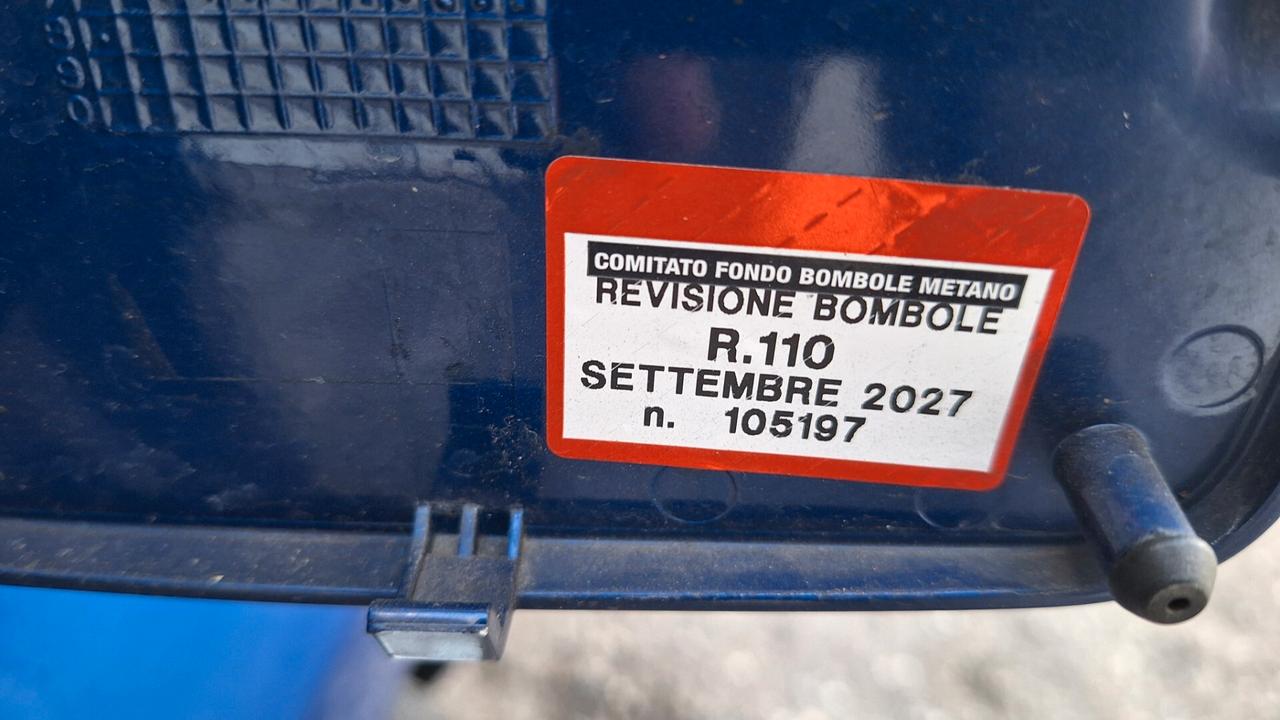 COMITATO FONDO BOMBOLE METANO
REVISIONE BOMBOLE
R.110
SETTEMBRE 2027
n. 105197